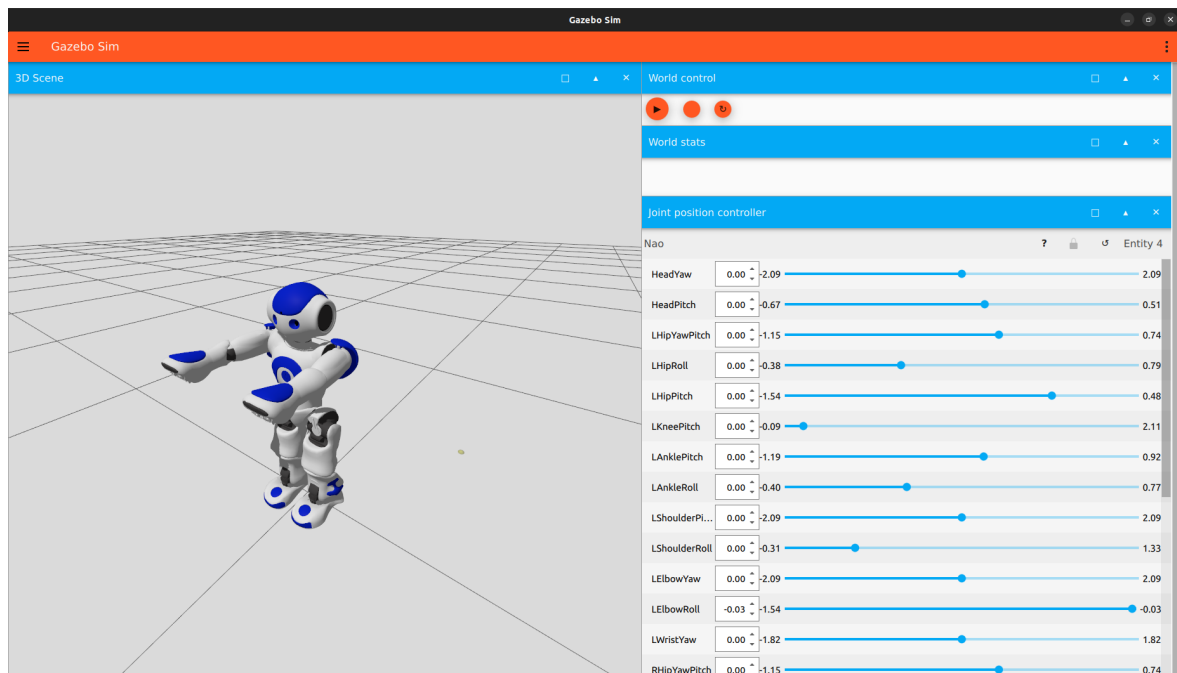 Gazebo Sim
Gazebo Sim
3D Scene
World control
World stats
Joint position controller
Nao ? Entity 4
HeadYaw 0.00 -2.09 2.09
HeadPitch 0.00 -0.67 0.51
LHipYawPitch 0.00 -1.15 0.74
LHipRoll 0.00 -0.38 0.79
LHipPitch 0.00 -1.54 0.48
LKneePitch 0.00 -0.09 2.11
LAnklePitch 0.00 -1.19 0.92
LAnkleRoll 0.00 -0.40 0.77
LShoulderPi... 0.00 -2.09 2.09
LShoulderRoll 0.00 -0.31 1.33
LElbowYaw 0.00 -2.09 2.09
LElbowRoll -0.03 -1.54 -0.03
LWristYaw 0.00 -1.82 1.82
RHipYawPitch 0.00 -1.15 0.74